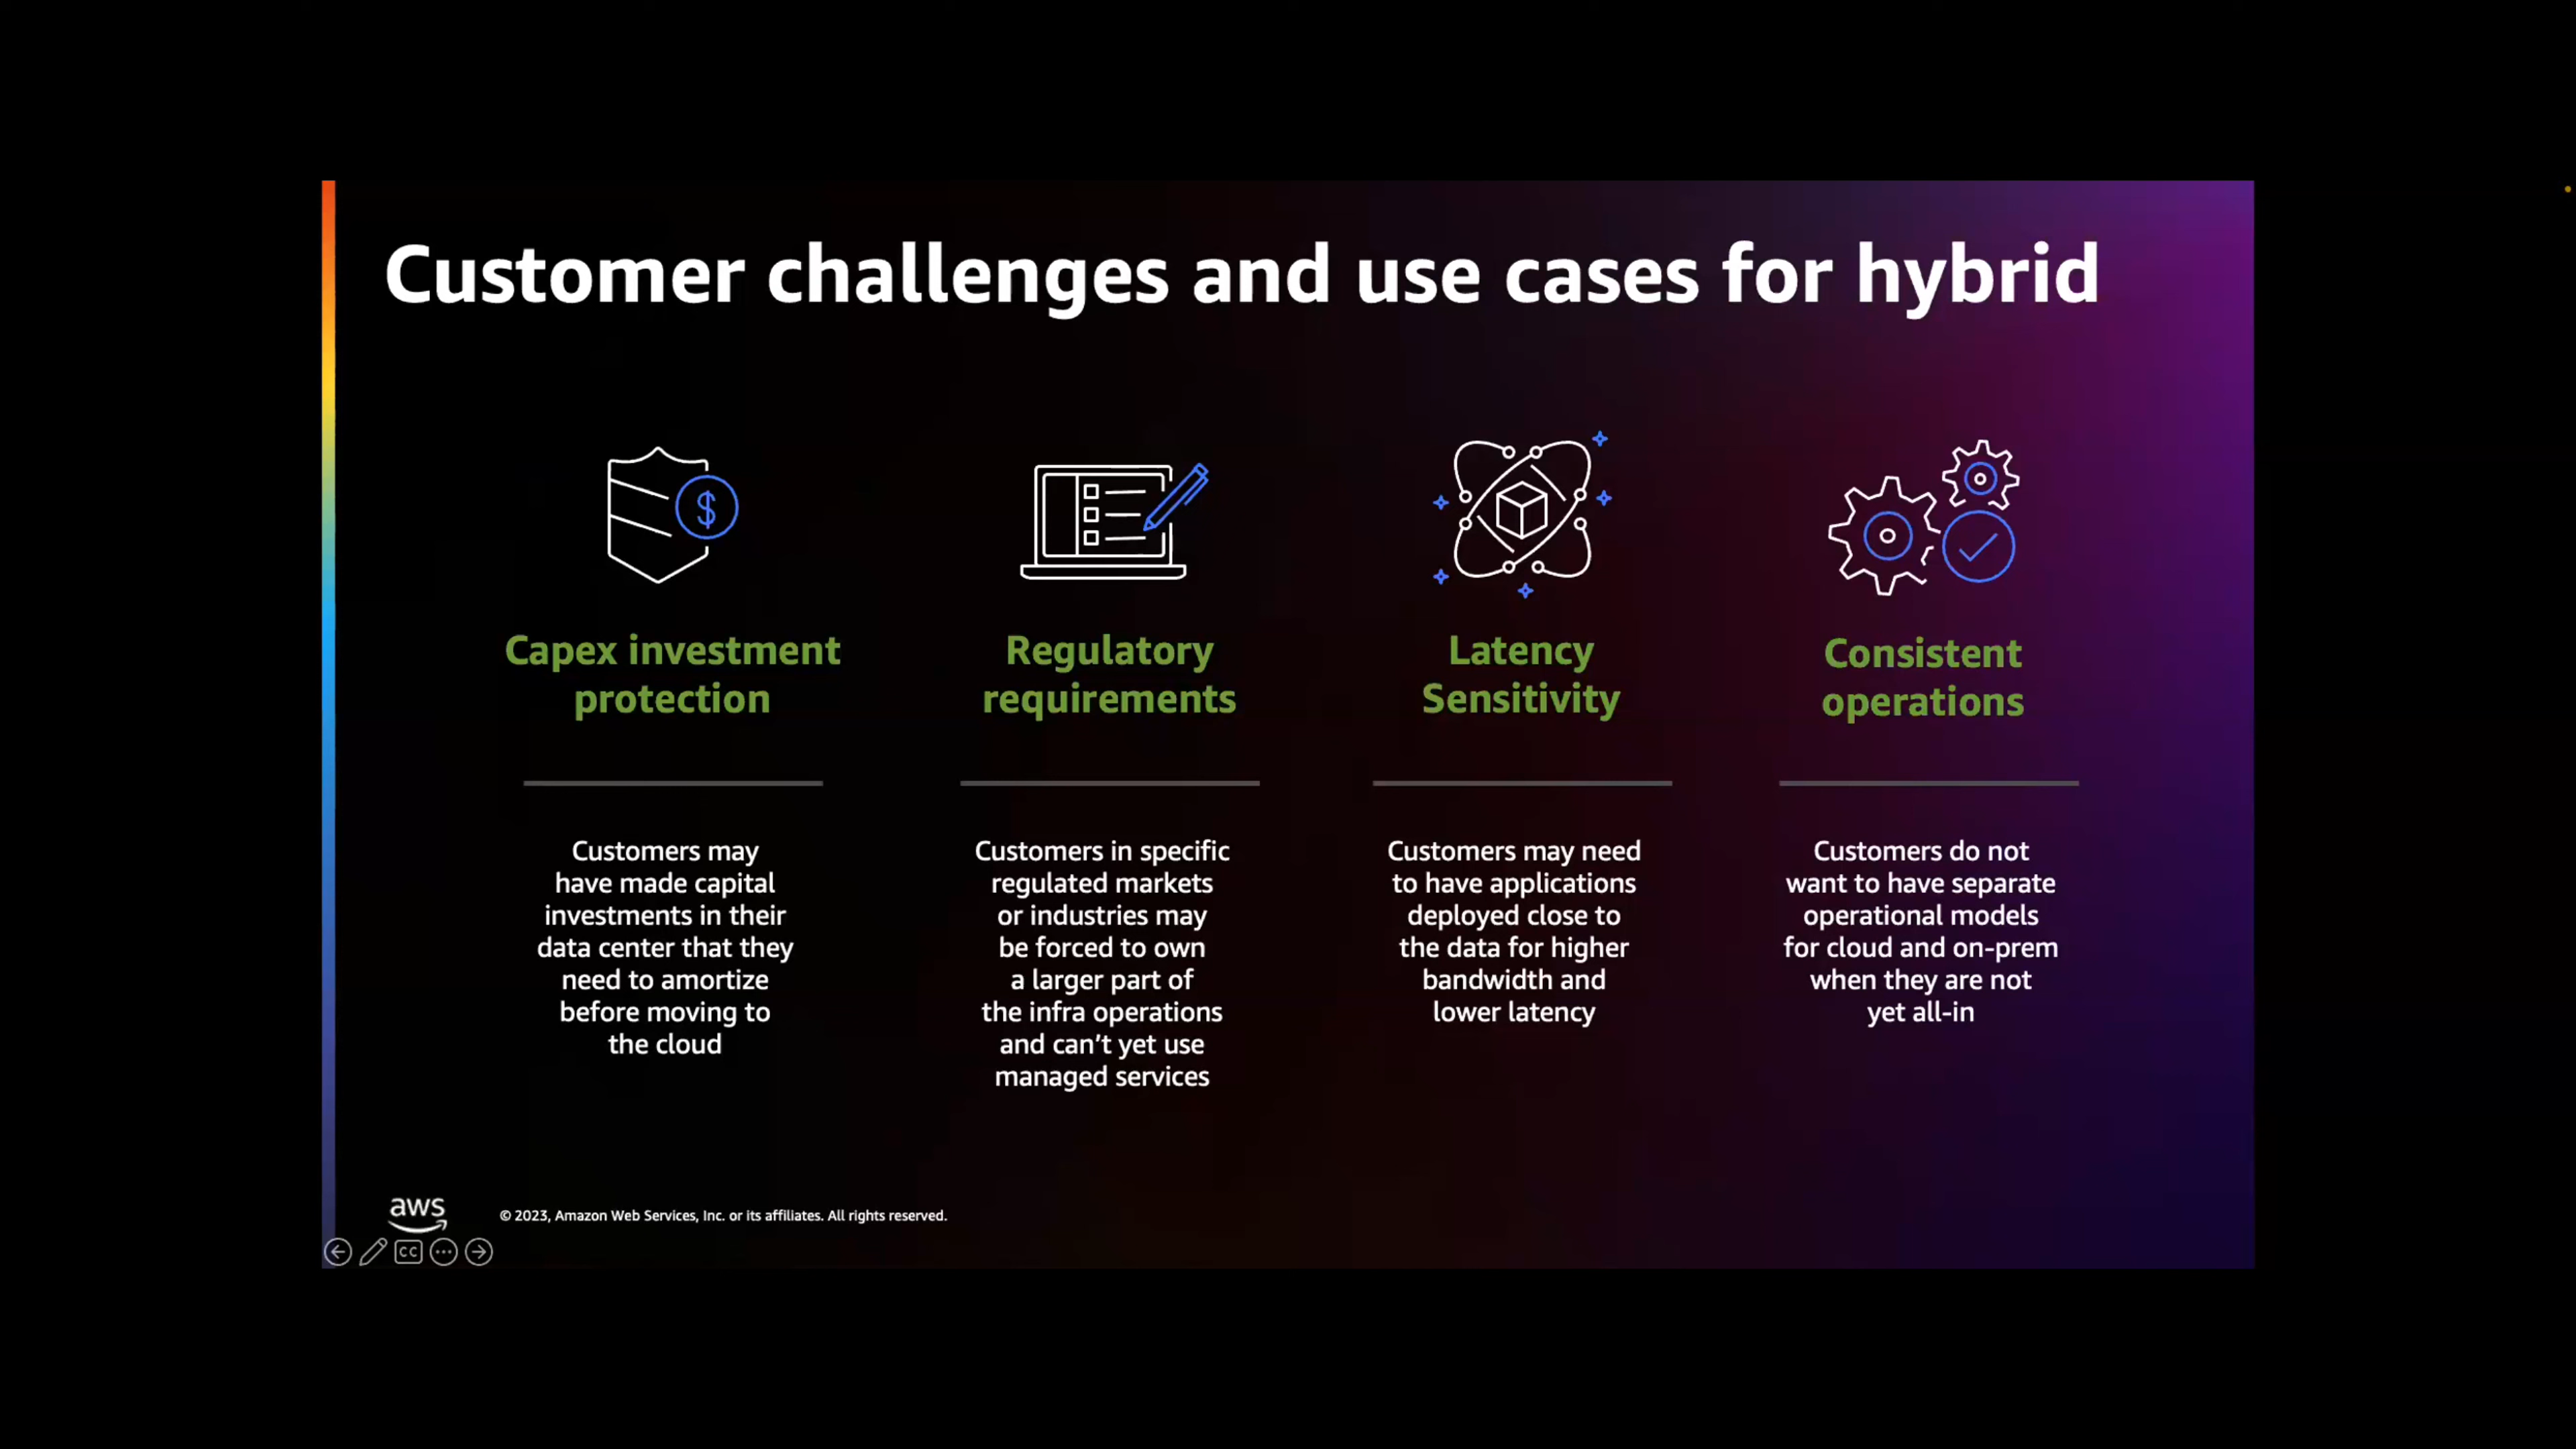 Customer challenges and use cases for hybrid
$
Capex investment
protection
Customers may
have made capital
investments in their
data center that they
need to amortize
before moving to
the cloud
Regulatory
requirements
Customers in specific
regulated markets
or industries may
be forced to own
a larger part of
the infra operations
and can’t yet use
managed services
Latency
Sensitivity
Customers may need
to have applications
deployed close to
the data for higher
bandwidth and
lower latency
Consistent
operations
Customers do not
want to have separate
operational models
for cloud and on-prem
when they are not
yet all-in
aws
© 2023, Amazon Web Services, Inc. or its affiliates. All rights reserved.
CC